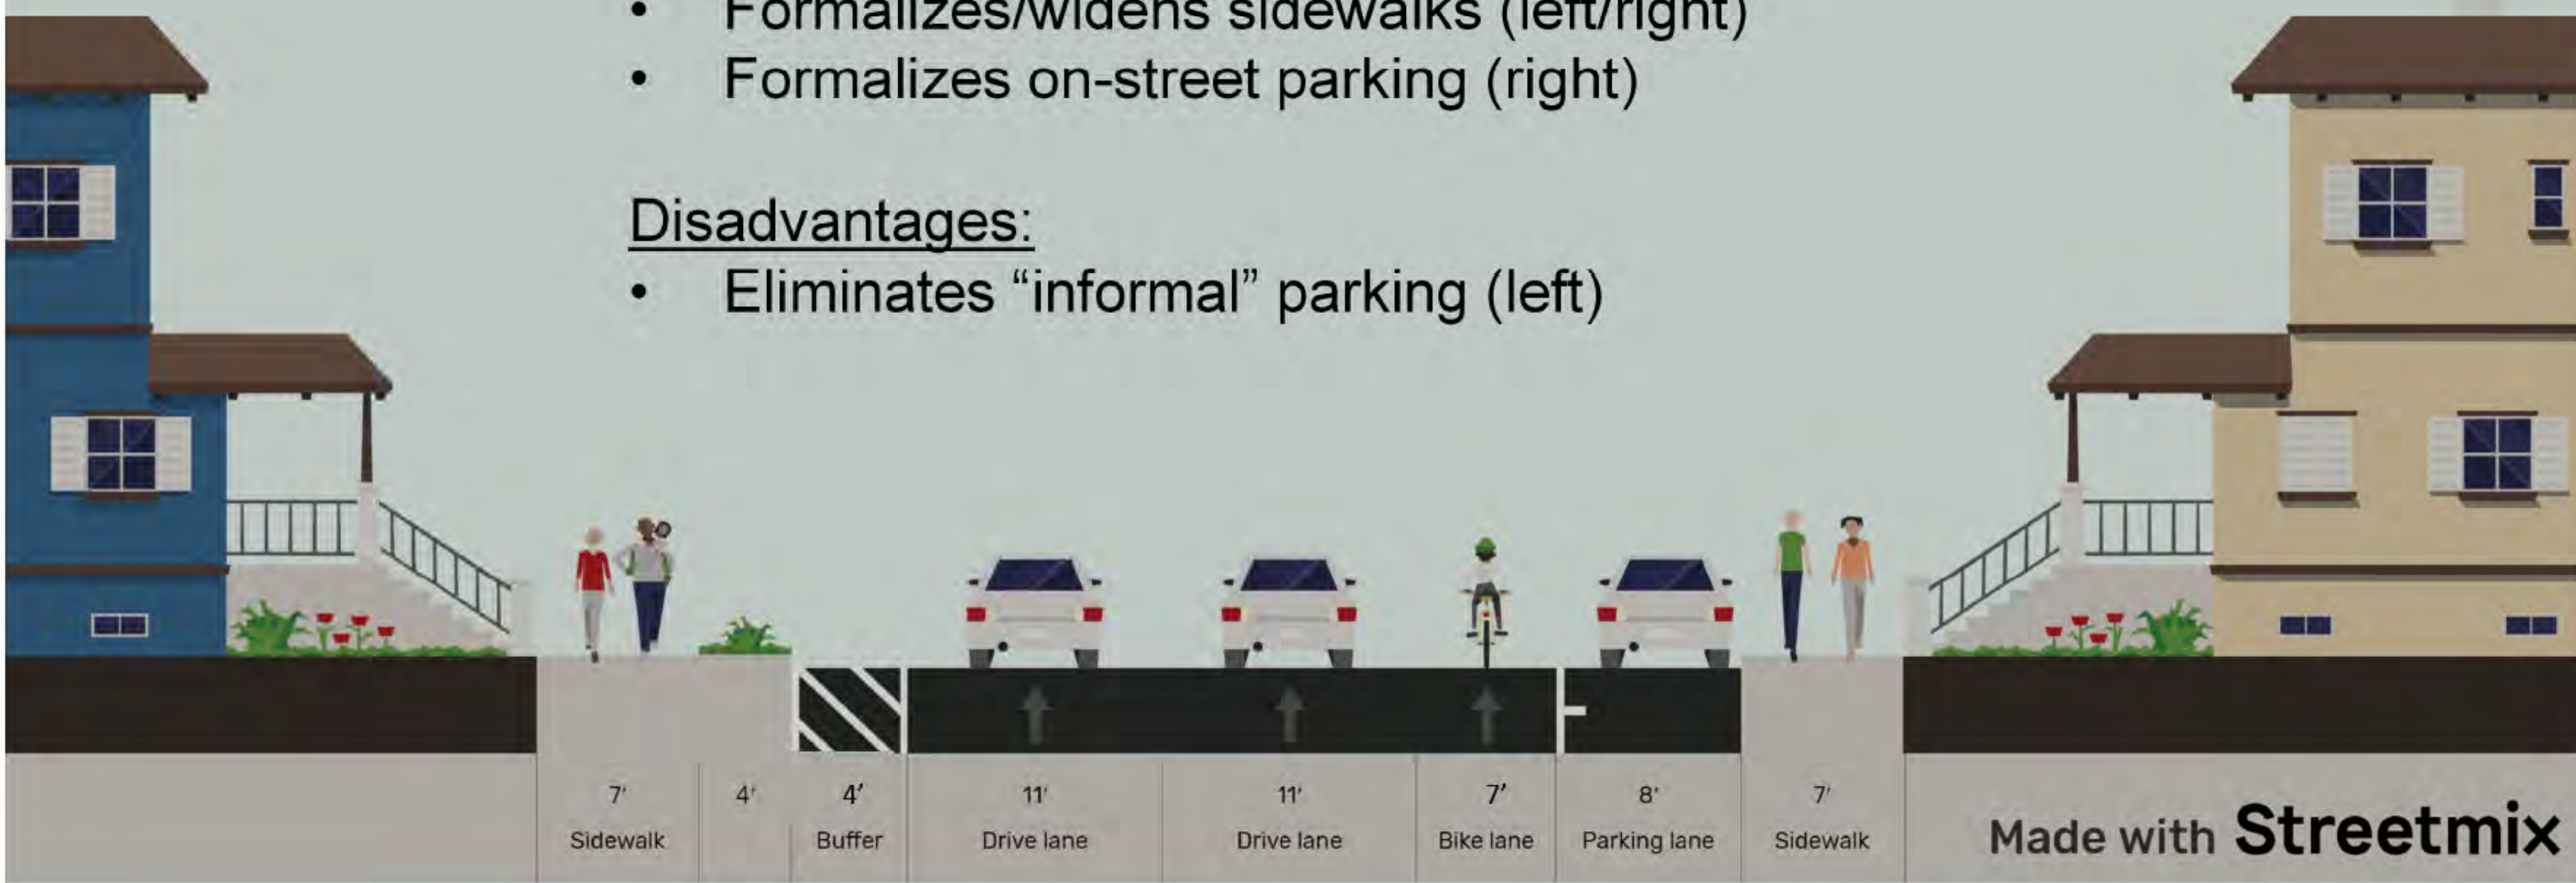 • Formalizes/widens sidewalks (left/right)
• Formalizes on-street parking (right)
Disadvantages:
• Eliminates “informal” parking (left)
7' 4' 4' 11' 11' 7' 8' 7'
Sidewalk Buffer Drive lane Drive lane Bike lane Parking lane Sidewalk
Made with Streetmix